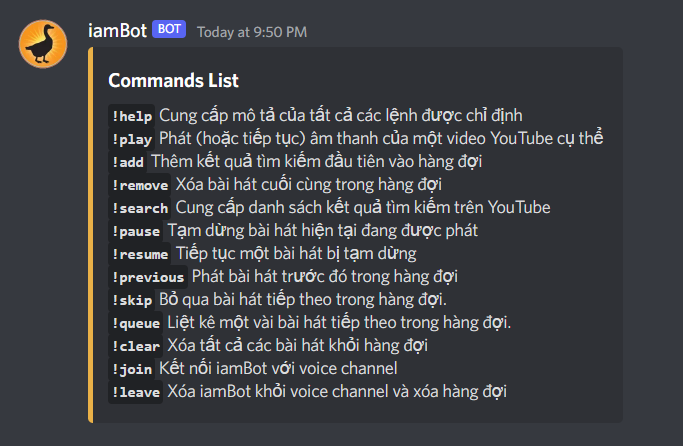 iamBot BOT Today at 9:50 PM
Commands List
!help Cung cấp mô tả của tất cả các lệnh được chỉ định
!play Phát (hoặc tiếp tục) âm thanh của một video YouTube cụ thể
!add Thêm kết quả tìm kiếm đầu tiên vào hàng đợi
!remove Xóa bài hát cuối cùng trong hàng đợi
!search Cung cấp danh sách kết quả tìm kiếm trên YouTube
!pause Tạm dừng bài hát hiện tại đang được phát
!resume Tiếp tục một bài hát bị tạm dừng
!previous Phát bài hát trước đó trong hàng đợi
!skip Bỏ qua bài hát tiếp theo trong hàng đợi.
!queue Liệt kê một vài bài hát tiếp theo trong hàng đợi.
!clear Xóa tất cả các bài hát khỏi hàng đợi
!join Kết nối iamBot với voice channel
!leave Xóa iamBot khỏi voice channel và xóa hàng đợi